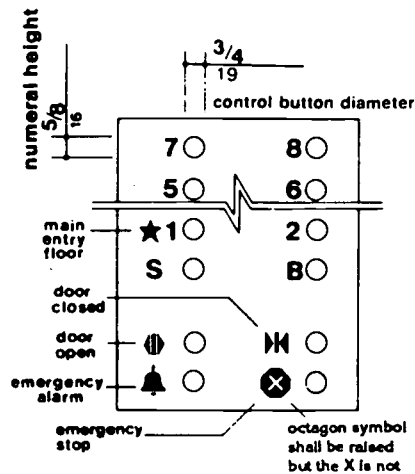 3/4
19
control button diameter
numeral height
5/8
16
7 8
5 6
main
entry
floor
★1 2
S B
door
closed
door
open
emergency
alarm
emergency
stop
octagon symbol
shall be raised
but the X is not